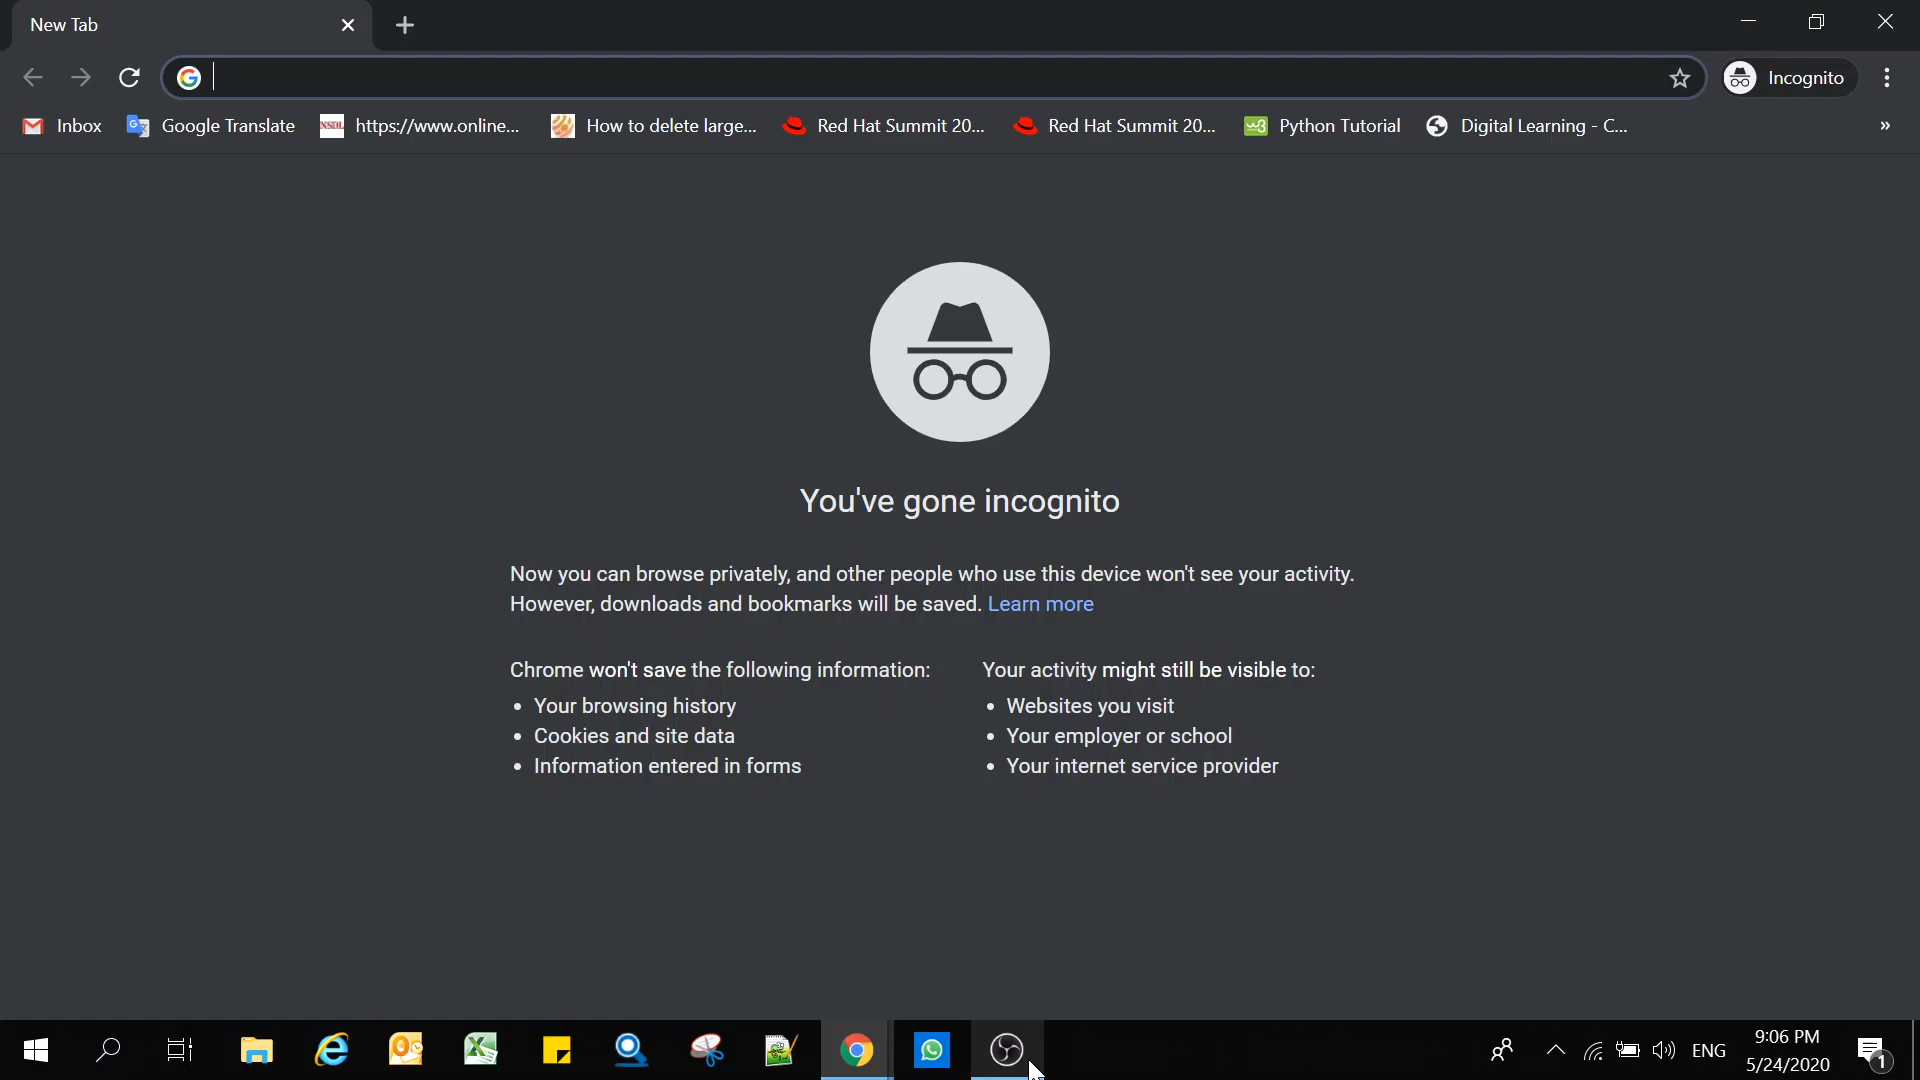 New Tab
Incognito
Inbox
Google Translate
NSDL https://www.online...
How to delete large...
Red Hat Summit 20...
Red Hat Summit 20...
Python Tutorial
Digital Learning - C...
»
You've gone incognito
Now you can browse privately, and other people who use this device won't see your activity.
However, downloads and bookmarks will be saved. Learn more
Chrome won't save the following information:
• Your browsing history
• Cookies and site data
• Information entered in forms
Your activity might still be visible to:
• Websites you visit
• Your employer or school
• Your internet service provider
ENG
9:06 PM
5/24/2020
1